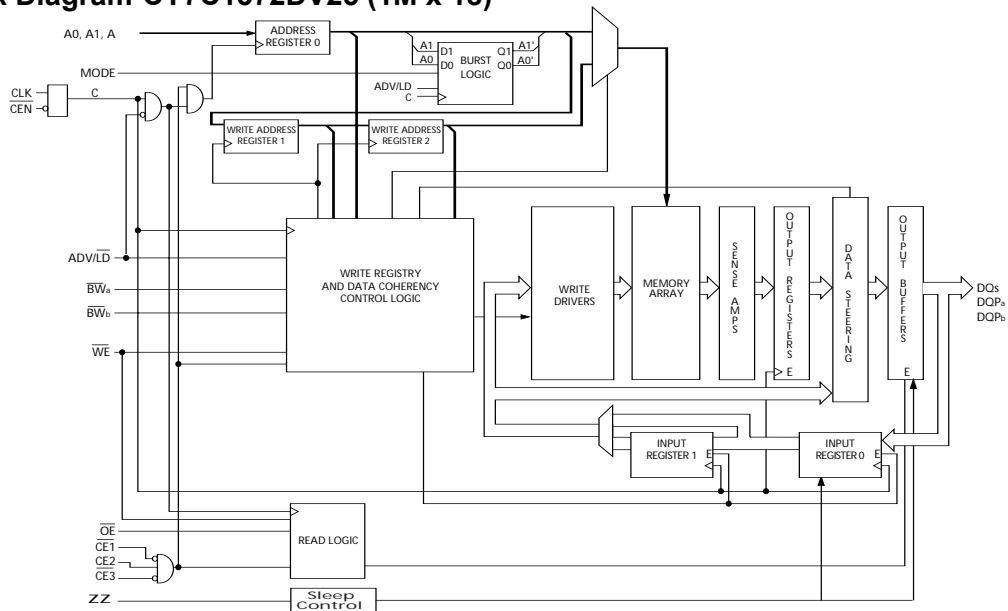 k Diagram CY7C1372DV25 (1M x 18)
A0, A1, A
ADDRESS
REGISTER 0
A1
A0
D1
D0
BURST
LOGIC
Q1
Q0
A1'
A0'
MODE
ADV/LD
C
CLK
CEN
C
WRITE ADDRESS
REGISTER 1
WRITE ADDRESS
REGISTER 2
ADV/LD
BWa
BWb
WE
WRITE REGISTRY
AND DATA COHERENCY
CONTROL LOGIC
WRITE
DRIVERS
MEMORY
ARRAY
SENSE AMPS
OUTPUT REGISTERS
E
DATA STEERING
OUTPUT BUFFERS
E
DQs
DQPa
DQPb
INPUT
REGISTER 1
E
INPUT
REGISTER 0
E
OE
CE1
CE2
CE3
READ LOGIC
ZZ
Sleep
Control